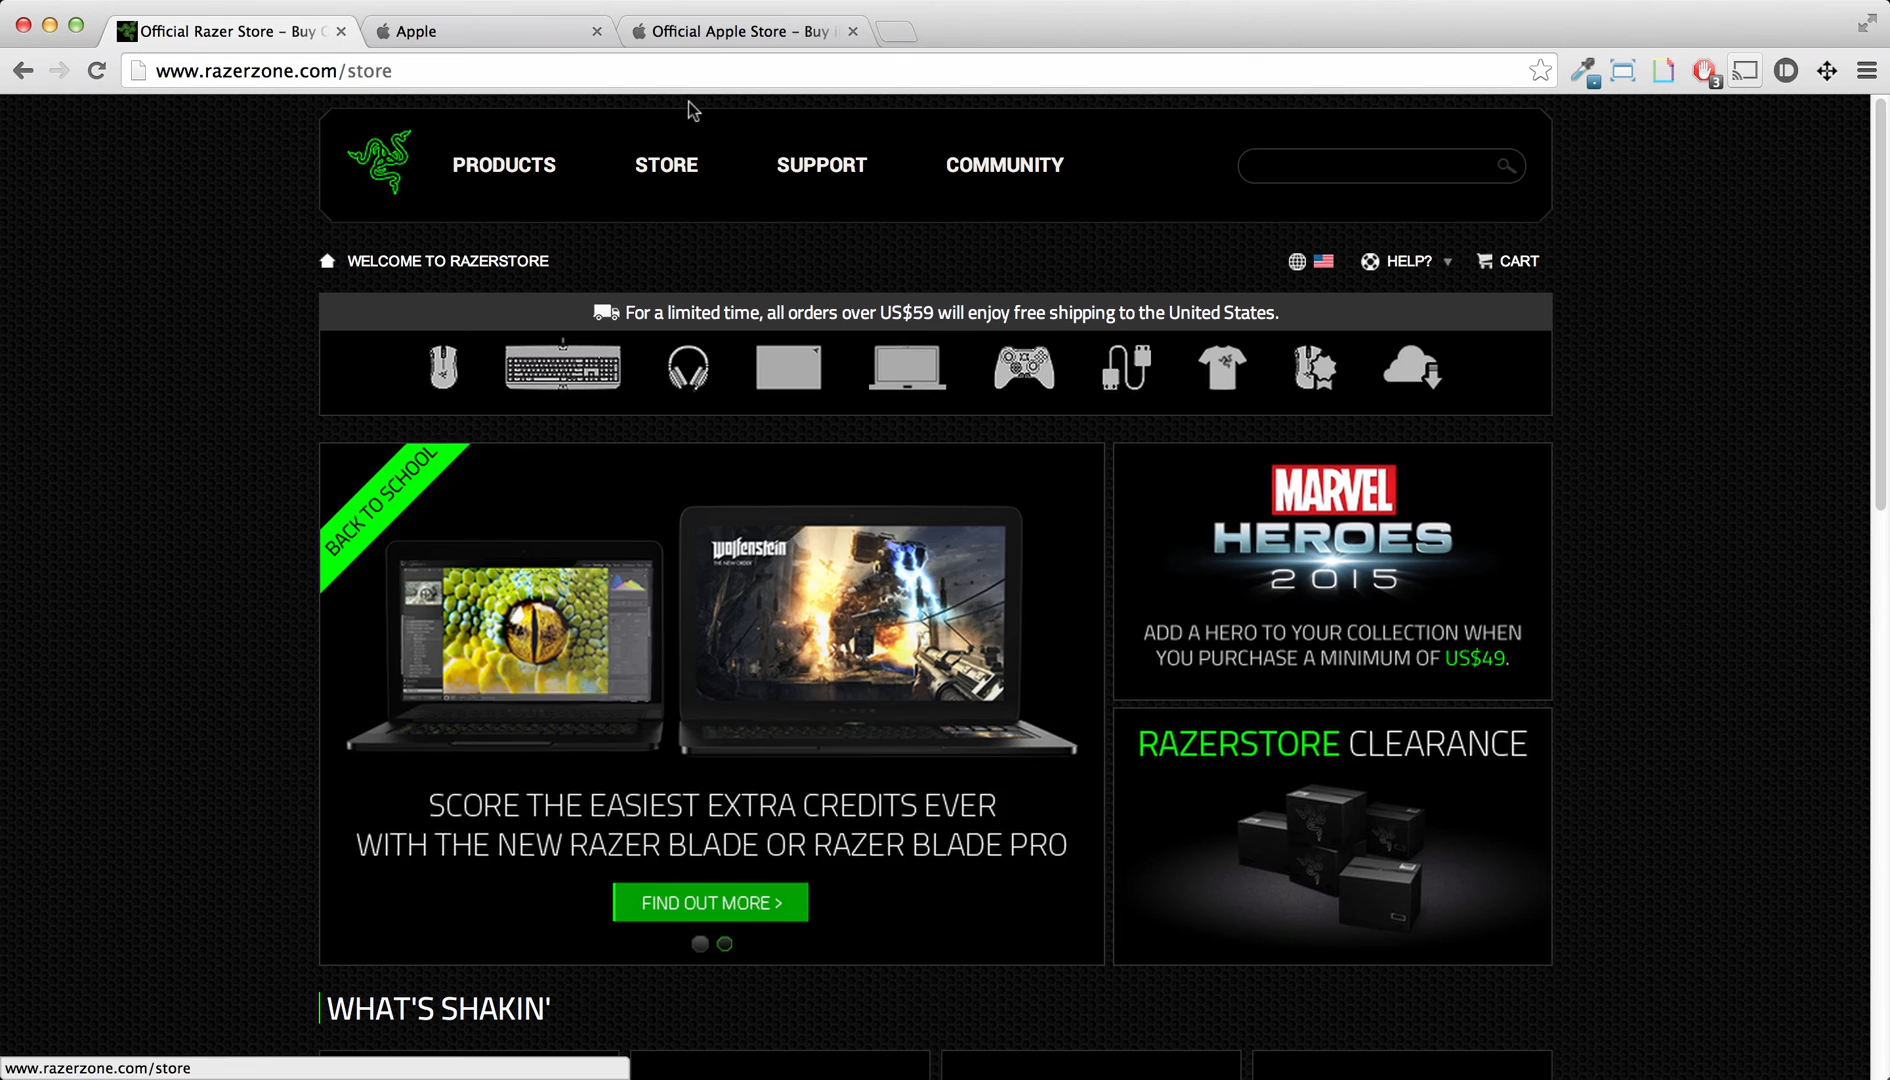 Official Razer Store – Buy
Apple
Official Apple Store – Buy
www.razerzone.com/store
3
PRODUCTS
STORE
SUPPORT
COMMUNITY
WELCOME TO RAZERSTORE
HELP?
CART
For a limited time, all orders over US$59 will enjoy free shipping to the United States.
BACK TO SCHOOL
Wolfenstein
THE NEW ORDER
SCORE THE EASIEST EXTRA CREDITS EVER
WITH THE NEW RAZER BLADE OR RAZER BLADE PRO
FIND OUT MORE >
MARVEL
HEROES
2015
ADD A HERO TO YOUR COLLECTION WHEN
YOU PURCHASE A MINIMUM OF US$49.
RAZERSTORE CLEARANCE
WHAT'S SHAKIN'
www.razerzone.com/store